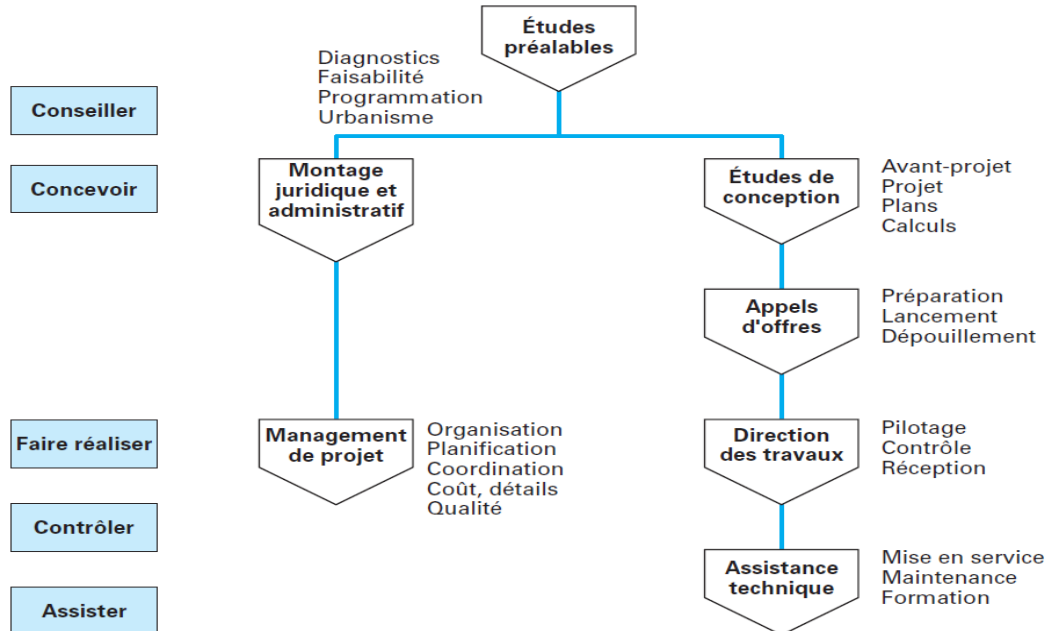 Études
préalables
Diagnostics
Faisabilité
Programmation
Urbanisme
Conseiller
Concevoir
Montage
juridique et
administratif
Études de
conception
Avant-projet
Projet
Plans
Calculs
Appels
d'offres
Préparation
Lancement
Dépouillement
Faire réaliser
Management
de projet
Organisation
Planification
Coordination
Coût, détails
Qualité
Direction
des travaux
Pilotage
Contrôle
Réception
Contrôler
Assistance
technique
Mise en service
Maintenance
Formation
Assister